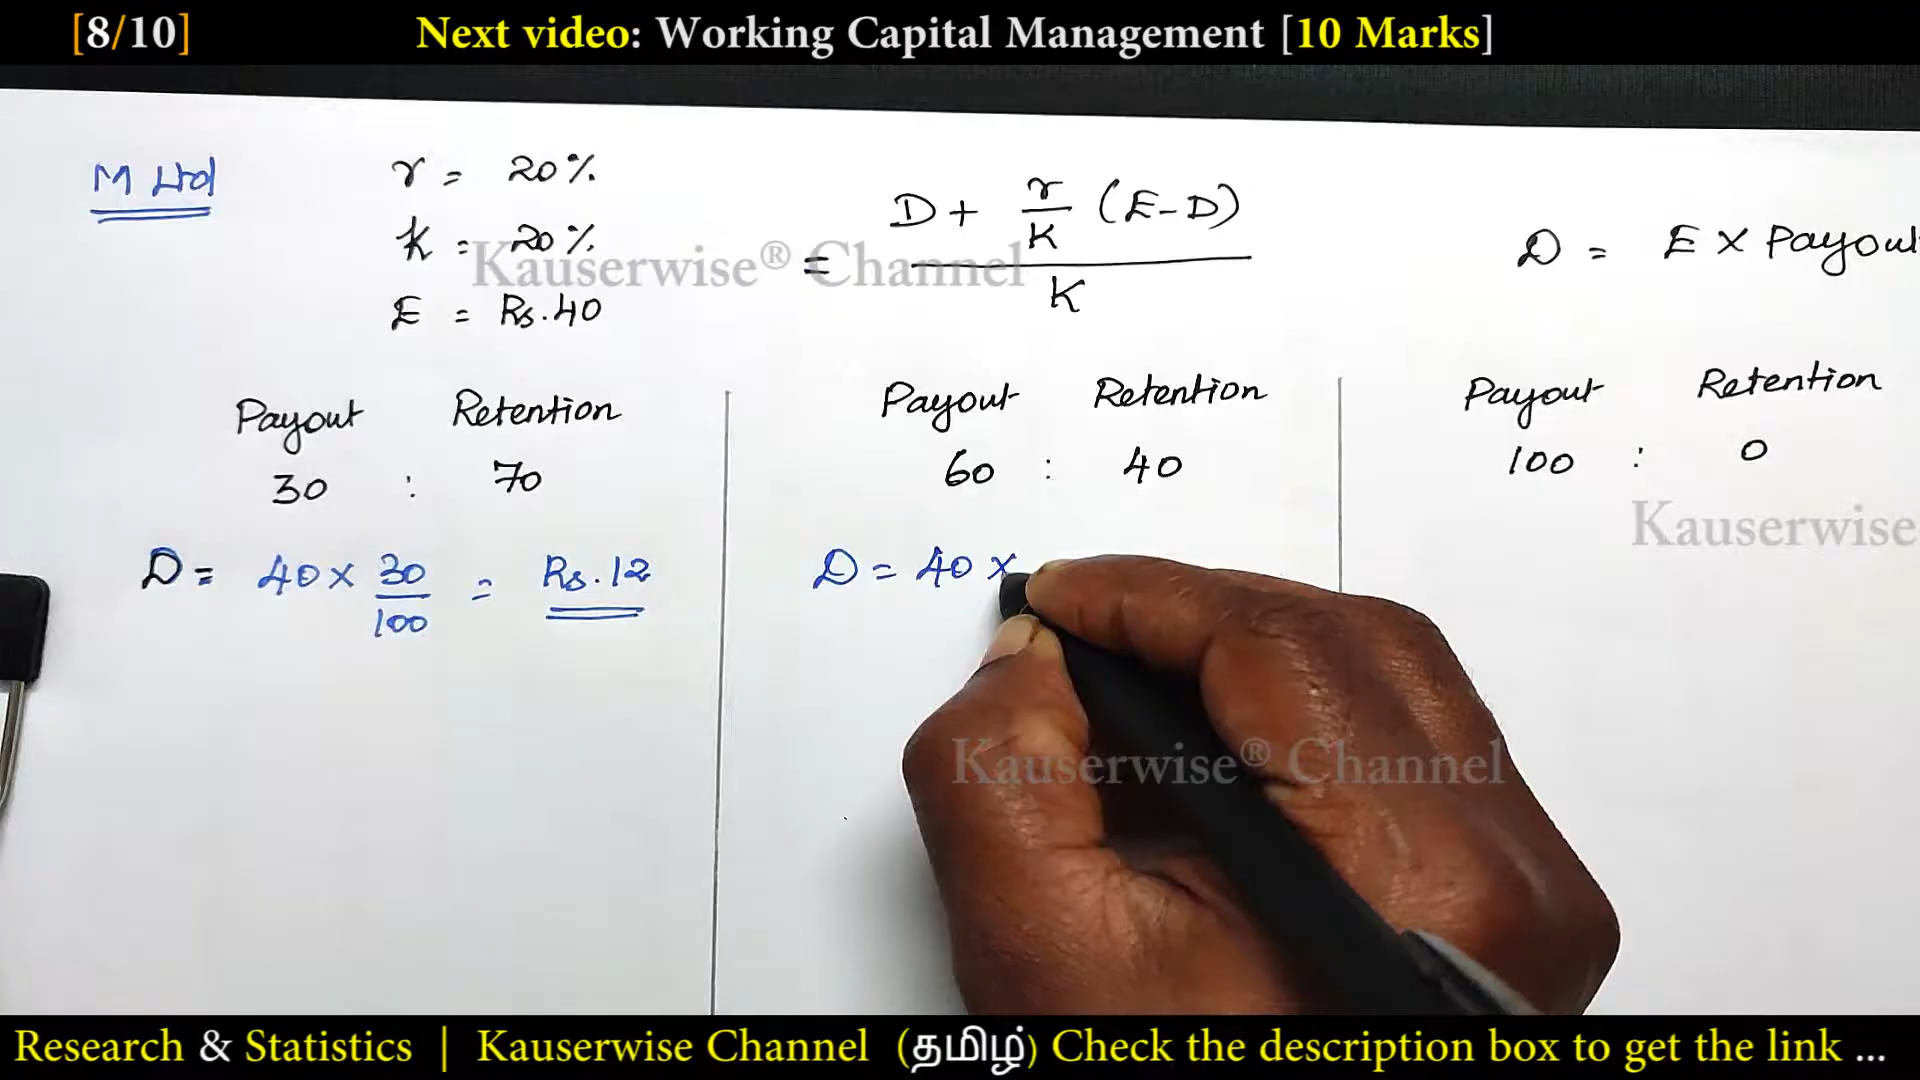 [8/10] Next video: Working Capital Management [10 Marks]
M Ltd
r = 20%
k = 20%
E = Rs.40
= D + r/K (E-D)
K
D = E × Payout
Kauserwise® Channel
Payout Retention
30 : 70
D = 40 × 30/100 = Rs.12
Payout Retention
60 : 40
D = 40 ×
Payout Retention
100 : 0
Kauserwise
Kauserwise® Channel
Research & Statistics | Kauserwise Channel (தமிழ்) Check the description box to get the link ...